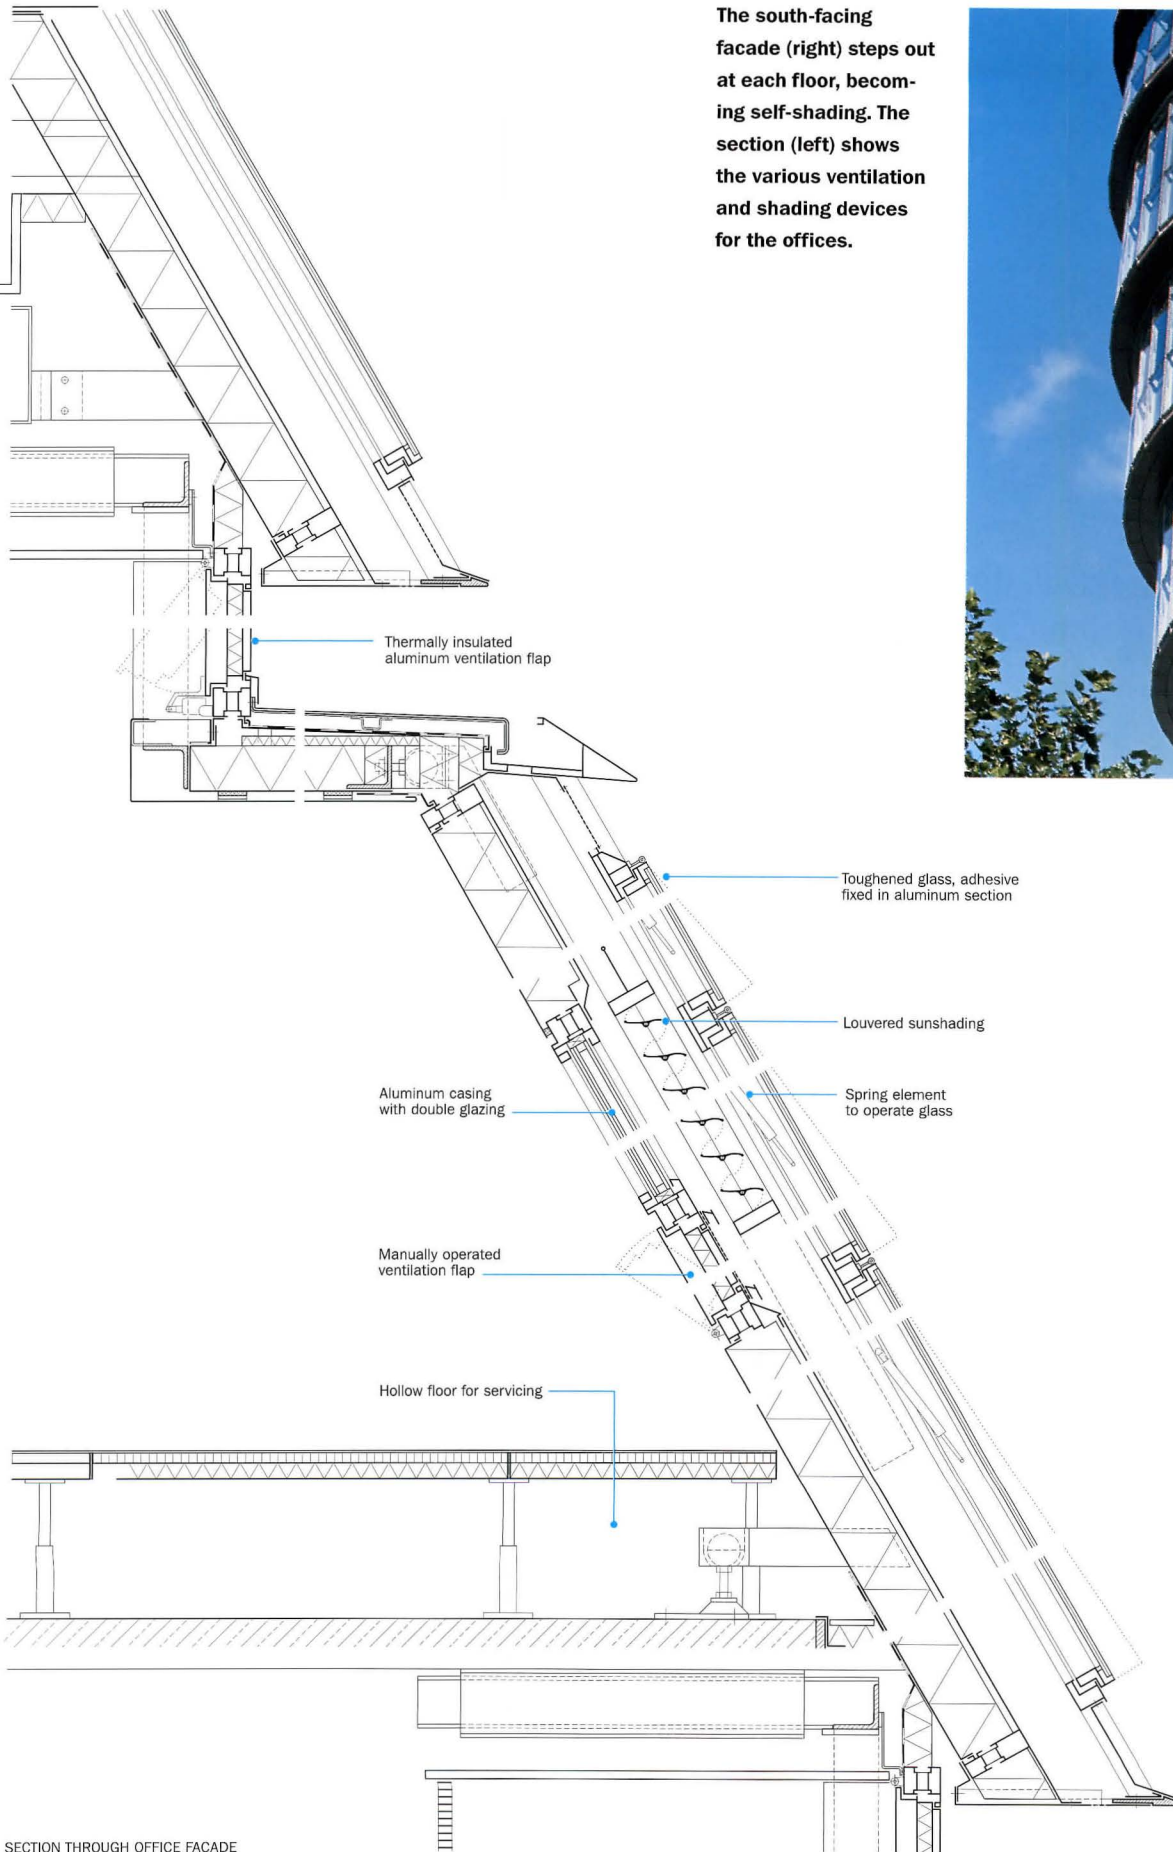 The south-facing
facade (right) steps out
at each floor, becom-
ing self-shading. The
section (left) shows
the various ventilation
and shading devices
for the offices.
Thermally insulated
aluminum ventilation flap
Toughened glass, adhesive
fixed in aluminum section
Louvered sunshading
Aluminum casing
with double glazing
Spring element
to operate glass
Manually operated
ventilation flap
Hollow floor for servicing
SECTION THROUGH OFFICE FACADE